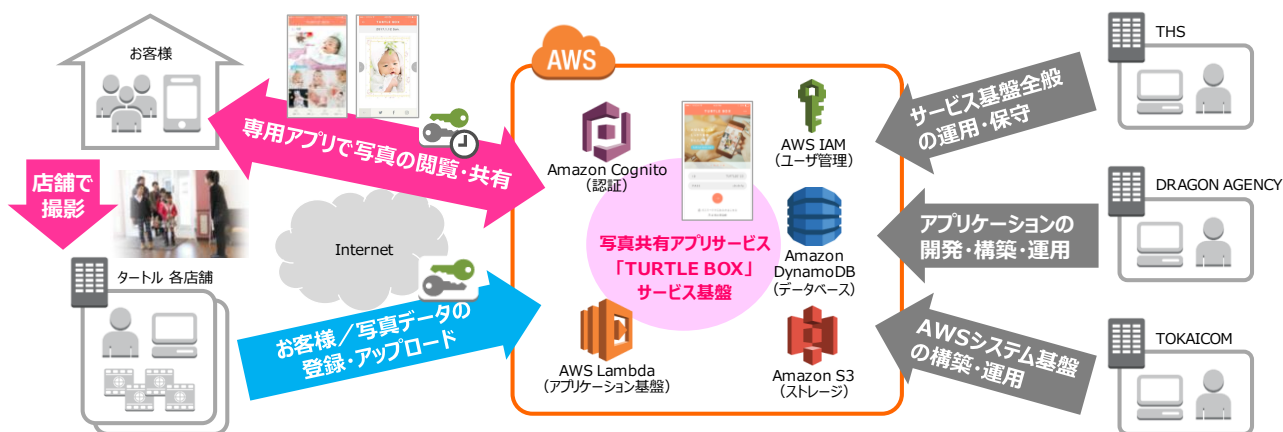 お客様
TURTLE BOX
専用アプリで写真の閲覧・共有
店舗で
撮影
タートル 各店舗
Internet
お客様／写真データの
登録・アップロード
AWS
Amazon Cognito
（認証）
TURTLE BOX
AWS IAM
（ユーザ管理）
写真共有アプリサービス
「TURTLE BOX」
サービス基盤
Amazon
DynamoDB
（データベース）
AWS Lambda
（アプリケーション基盤）
Amazon S3
（ストレージ）
サービス基盤全般
の運用・保守
THS
アプリケーションの
開発・構築・運用
DRAGON AGENCY
AWSシステム基盤
の構築・運用
TOKAICOM